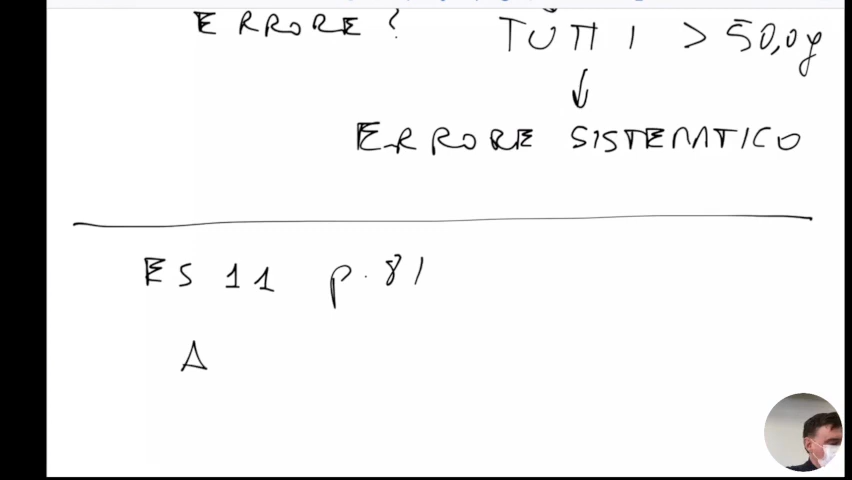 ERRORE? TUTTI > 50,0g
↓
ERRORE SISTEMATICO
ES 11 p. 81
A